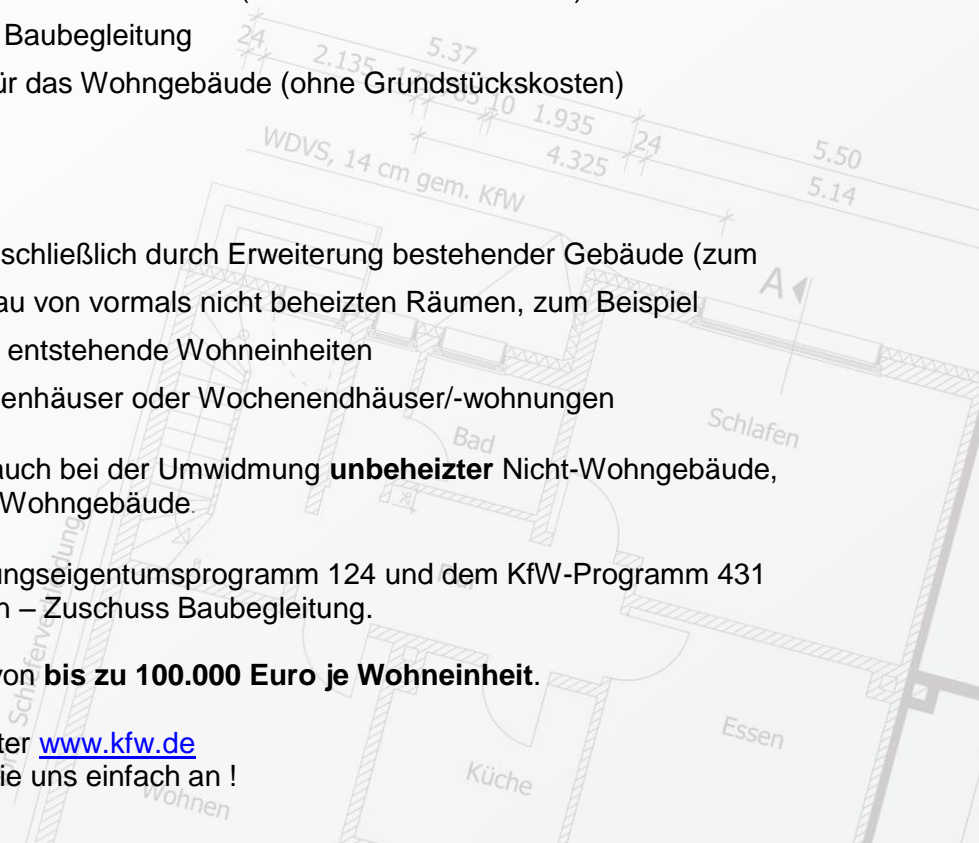 Baubegleitung
ür das Wohngebäude (ohne Grundstückskosten)
schließlich durch Erweiterung bestehender Gebäude (zum
au von vormals nicht beheizten Räumen, zum Beispiel
entstehende Wohneinheiten
enhäuser oder Wochenendhäuser/-wohnungen
auch bei der Umwidmung unbeheizter Nicht-Wohngebäude,
Wohngebäude.
ungseigentumsprogramm 124 und dem KfW-Programm 431
n – Zuschuss Baubegleitung.
von bis zu 100.000 Euro je Wohneinheit.
ter www.kfw.de
ie uns einfach an !
24
5.37
2.135
10
1.935
24
5.50
WDVS, 14 cm gem. KfW
4.325
5.14
A
Schlafen
Bad
Essen
Küche
Wohnen